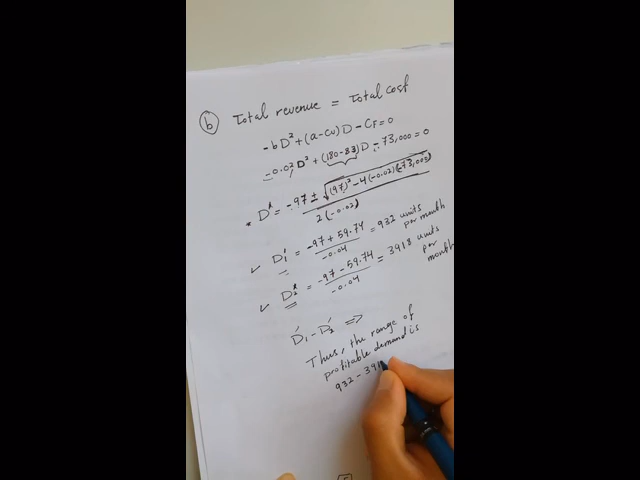 b Total revenue = Total cost
-bD² + (a-Cv)D - CF = 0
-0.02D² + (180-83)D - 73,000 = 0
* D* = -97 ± √(97)² - 4(-0.02)(-73,000) / 2(-0.02)
✓ D₁' = -97 + 59.74 / -0.04 = 932 units per month
✓ D₂' = -97 - 59.74 / -0.04 = 3918 units per month
D₁' - D₂' =>
Thus, the range of
profitable demand is
932 - 391